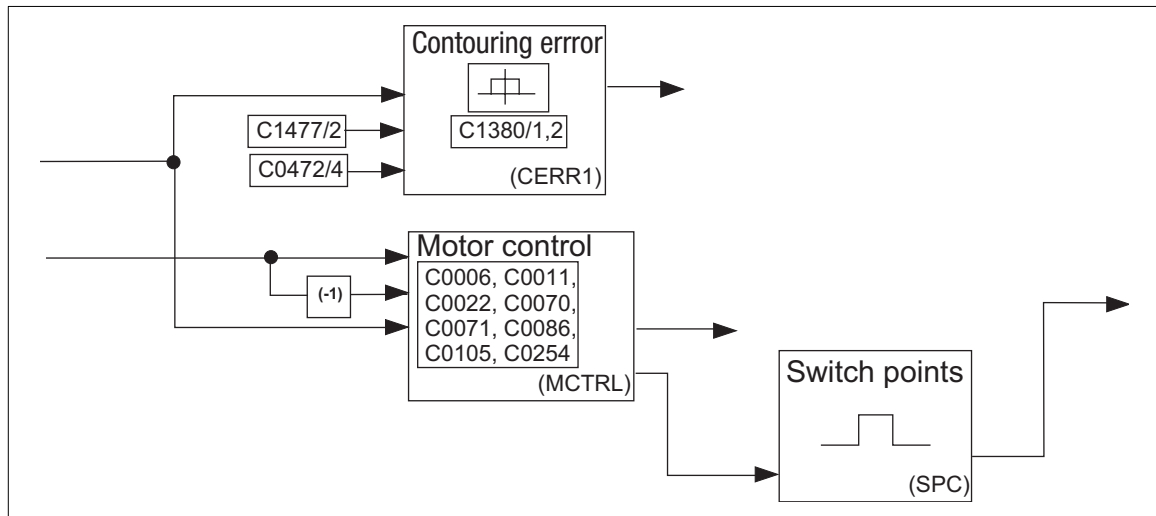 Contouring errror
C1477/2
C1380/1,2
C0472/4
(CERR1)
Motor control
C0006, C0011,
(-1)
C0022, C0070,
C0071, C0086,
C0105, C0254
(MCTRL)
Switch points
(SPC)